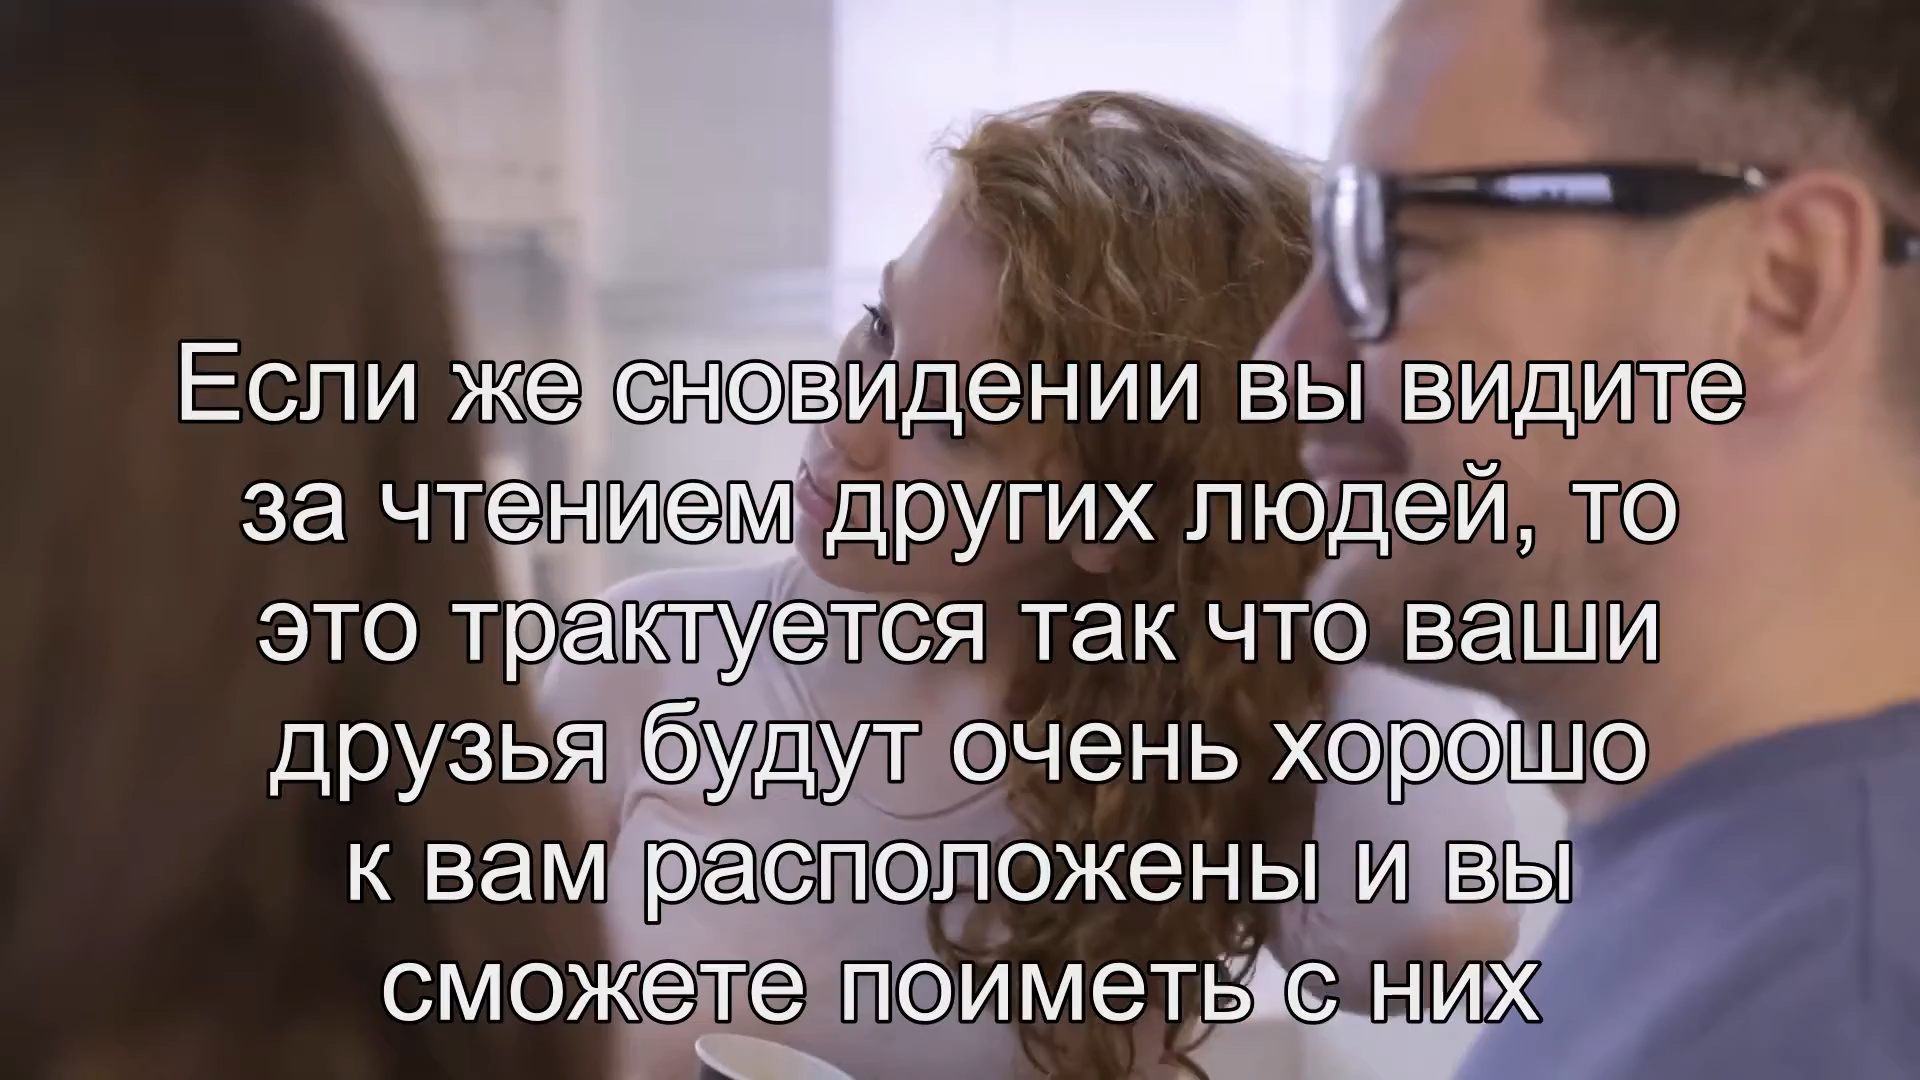 Если же сновидении вы видите
за чтением других людей, то
это трактуется так что ваши
друзья будут очень хорошо
к вам расположены и вы
сможете поиметь с них